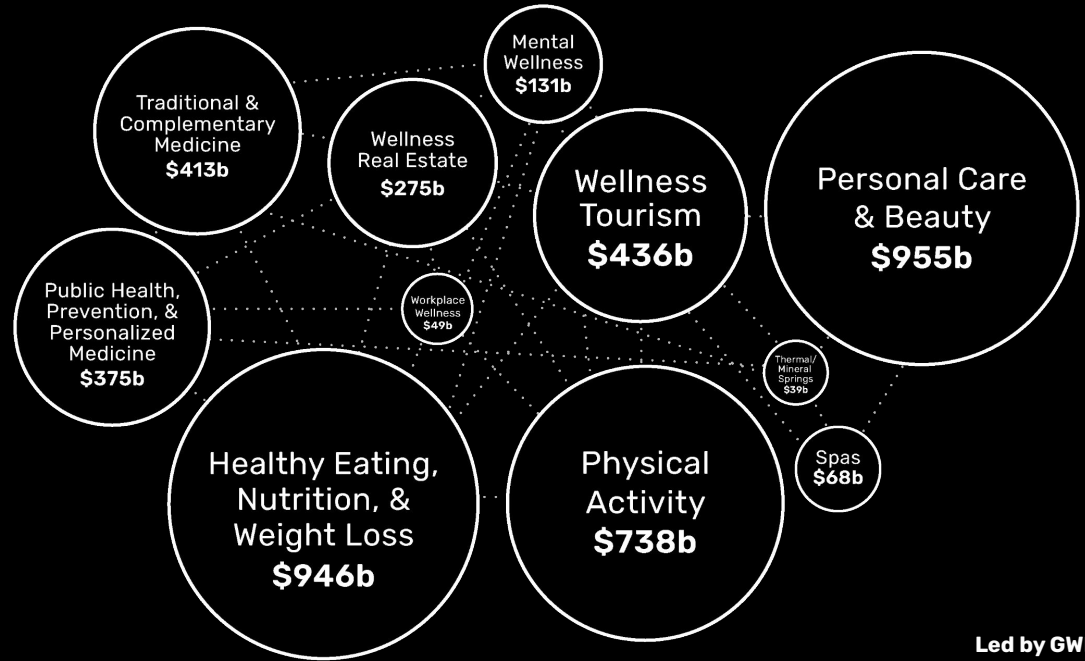 Mental
Wellness
$131b
Traditional &
Complementary
Medicine
$413b
Wellness
Real Estate
$275b
Wellness
Tourism
$436b
Personal Care
& Beauty
$955b
Public Health,
Prevention, &
Personalized
Medicine
$375b
Workplace
Wellness
$49b
Thermal/
Mineral
Springs
$39b
Healthy Eating,
Nutrition, &
Weight Loss
$946b
Physical
Activity
$738b
Spas
$68b
Led by GW